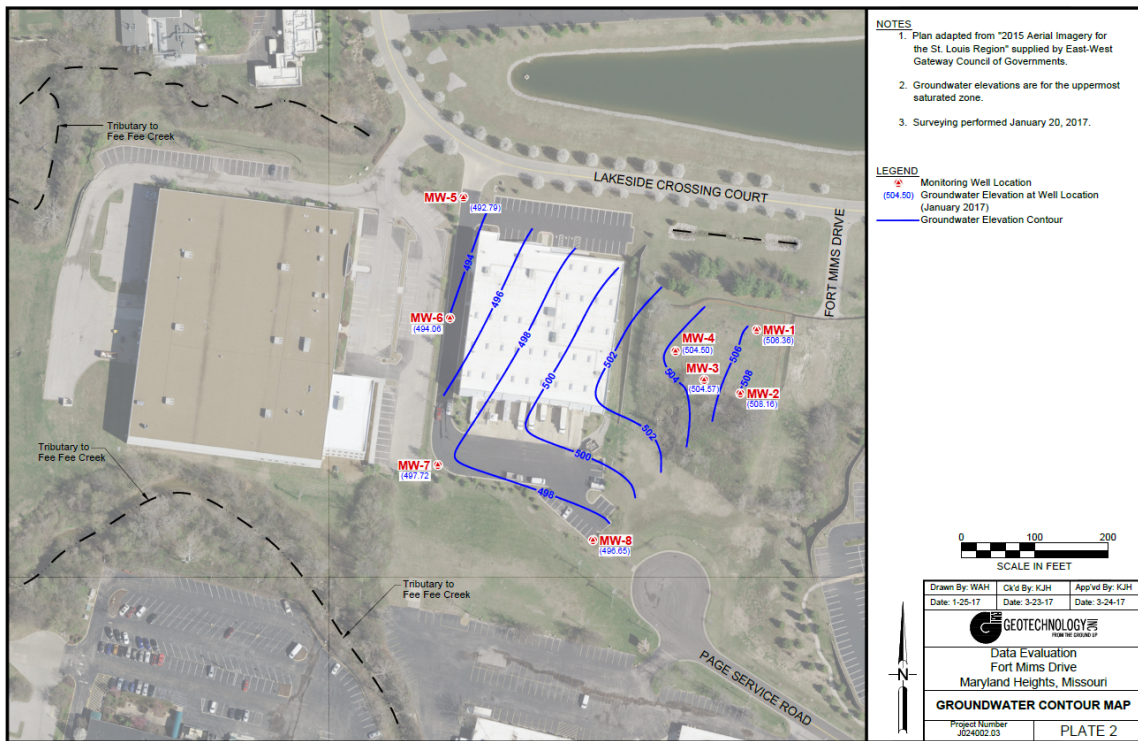 NOTES
1. Plan adapted from "2015 Aerial Imagery for
the St. Louis Region" supplied by East-West
Gateway Council of Governments.
2. Groundwater elevations are for the uppermost
saturated zone.
3. Surveying performed January 20, 2017.
LEGEND
Monitoring Well Location
(504.50) Groundwater Elevation at Well Location
(January 2017)
Groundwater Elevation Contour
Tributary to
Fee Fee Creek
LAKESIDE CROSSING COURT
FORT MIMS DRIVE
MW-5
(492.79)
494
496
MW-6
(494.06
498
500
502
MW-4
(504.50)
504
MW-3
(504.57)
506
MW-1
(506.36)
508
MW-2
(508.16)
502
500
498
MW-7
(497.72
MW-8
(496.65)
Tributary to
Fee Fee Creek
Tributary to
Fee Fee Creek
PAGE SERVICE ROAD
0 100 200
SCALE IN FEET
N
Drawn By: WAH Ck'd By: KJH App'vd By: KJH
Date: 1-25-17 Date: 3-23-17 Date: 3-24-17
GEOTECHNOLOGY INC
FROM THE GROUND UP
Data Evaluation
Fort Mims Drive
Maryland Heights, Missouri
GROUNDWATER CONTOUR MAP
Project Number
J024002.03
PLATE 2